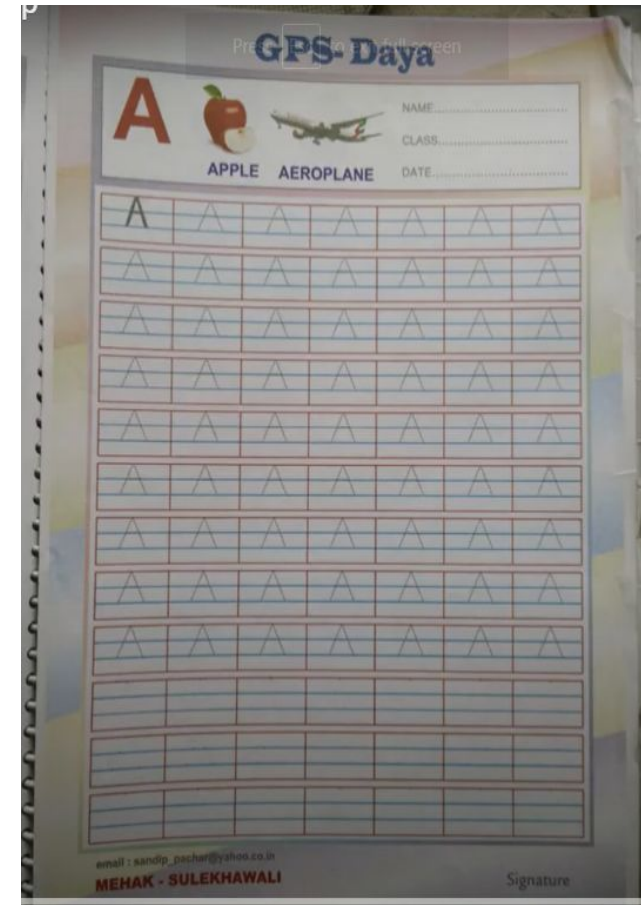 p
GPS- Daya
A
NAME
CLASS
APPLE AEROPLANE
DATE
A A A A A A A
A A A A A A A
A A A A A A A
A A A A A A A
A A A A A A A
A A A A A A A
A A A A A A A
A A A A A A A
A A A A A A A
email : sandip_pachar@yahoo.co.in
MEHAK - SULEKHAWALI
Signature